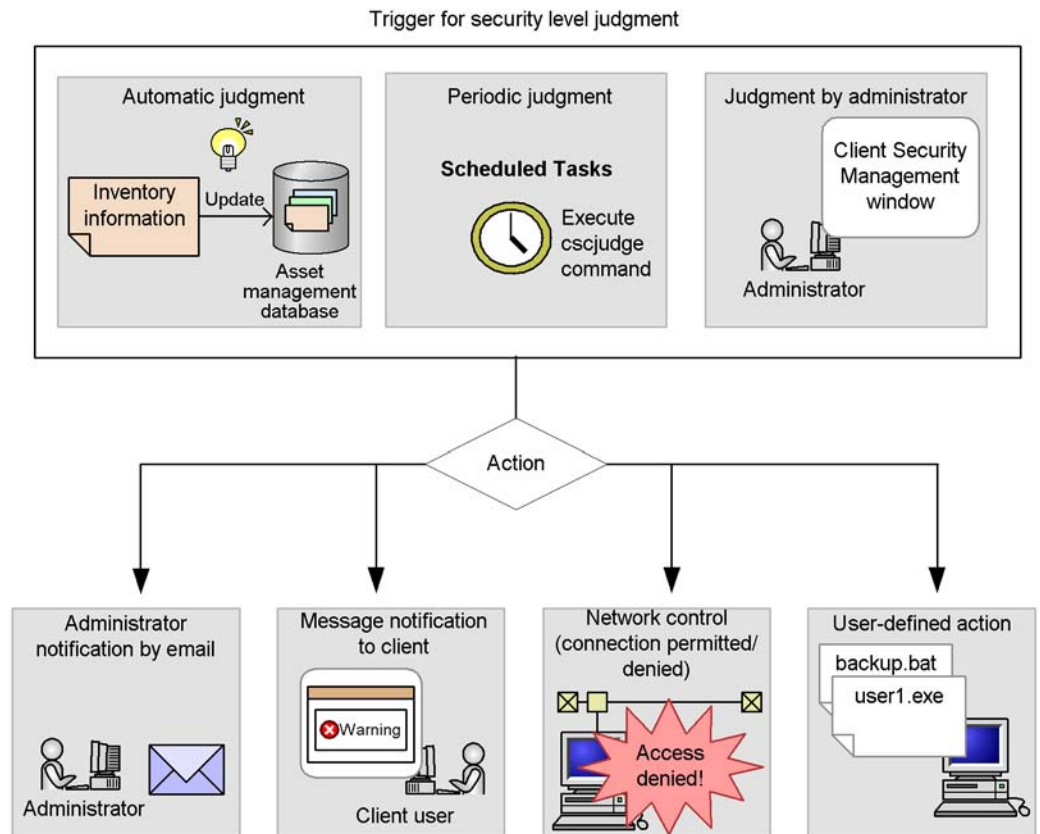 Trigger for security level judgment
Automatic judgment
Inventory
information
Update
Asset
management
database
Periodic judgment
Scheduled Tasks
Execute
cscjudge
command
Judgment by administrator
Client Security
Management
window
Administrator
Action
Administrator
notification by email
Administrator
Message notification
to client
Warning
Client user
Network control
(connection permitted/
denied)
Access
denied!
User-defined action
backup.bat
user1.exe